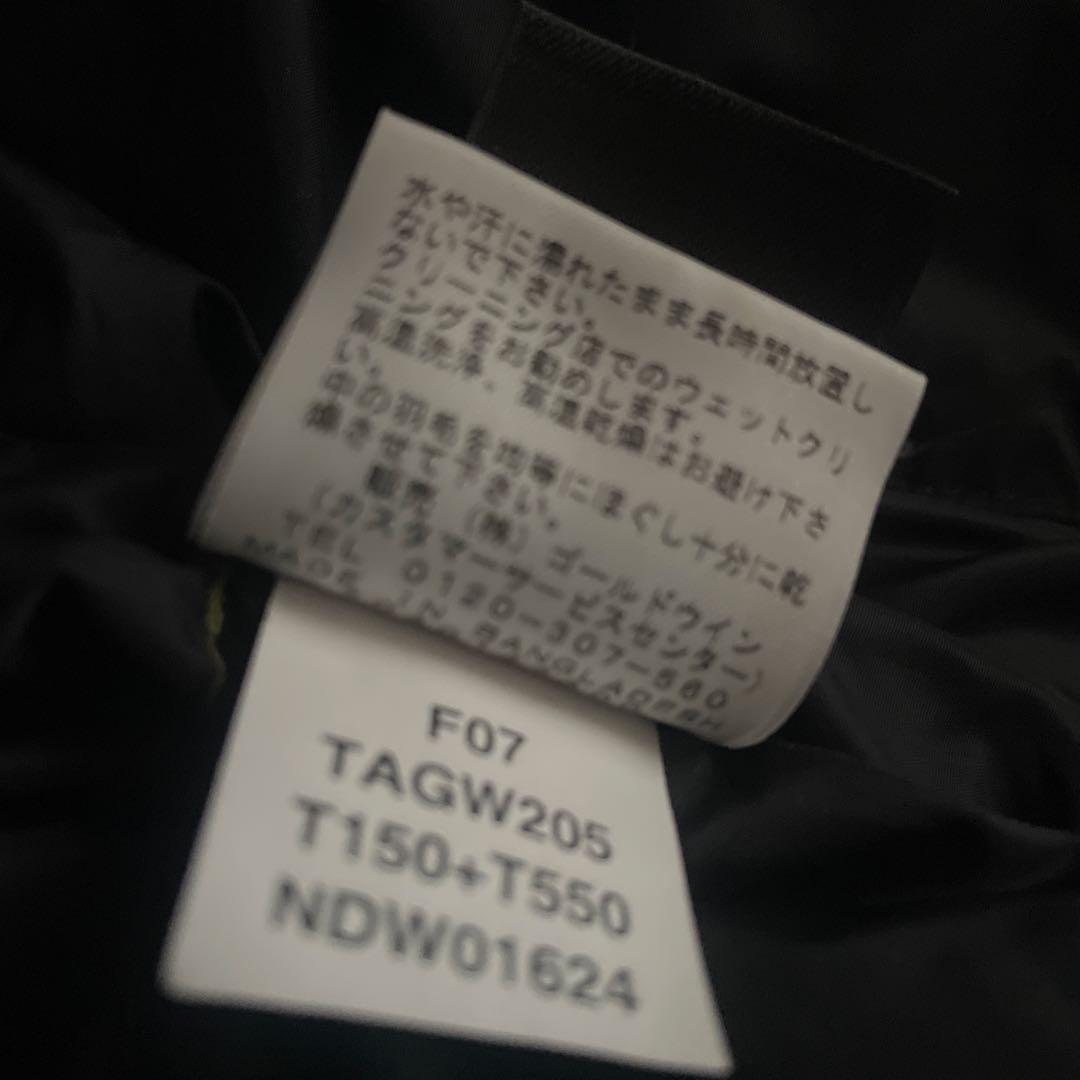 水や汗に濡れたまま長時間放置し
ないで下さい。
クリーニング店でのウェットクリ
ニングをお勧めします。
高温洗浄、高温乾燥はお避け下さ
い。
中の羽毛を均等にほぐし十分に乾
燥させて下さい。
販売 (株) ゴールドウイン
(カスタマーサービスセンター)
TEL 0120-307-560
MADE IN BANGLADESH
F07
TAGW205
T150+T550
NDW01624